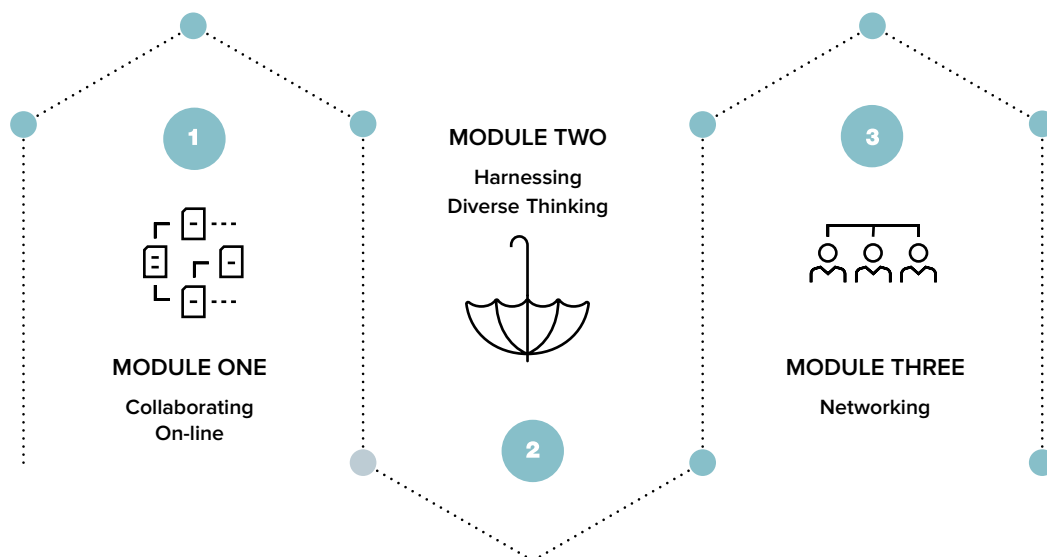 1
MODULE ONE
Collaborating
On-line
MODULE TWO
Harnessing
Diverse Thinking
2
3
MODULE THREE
Networking